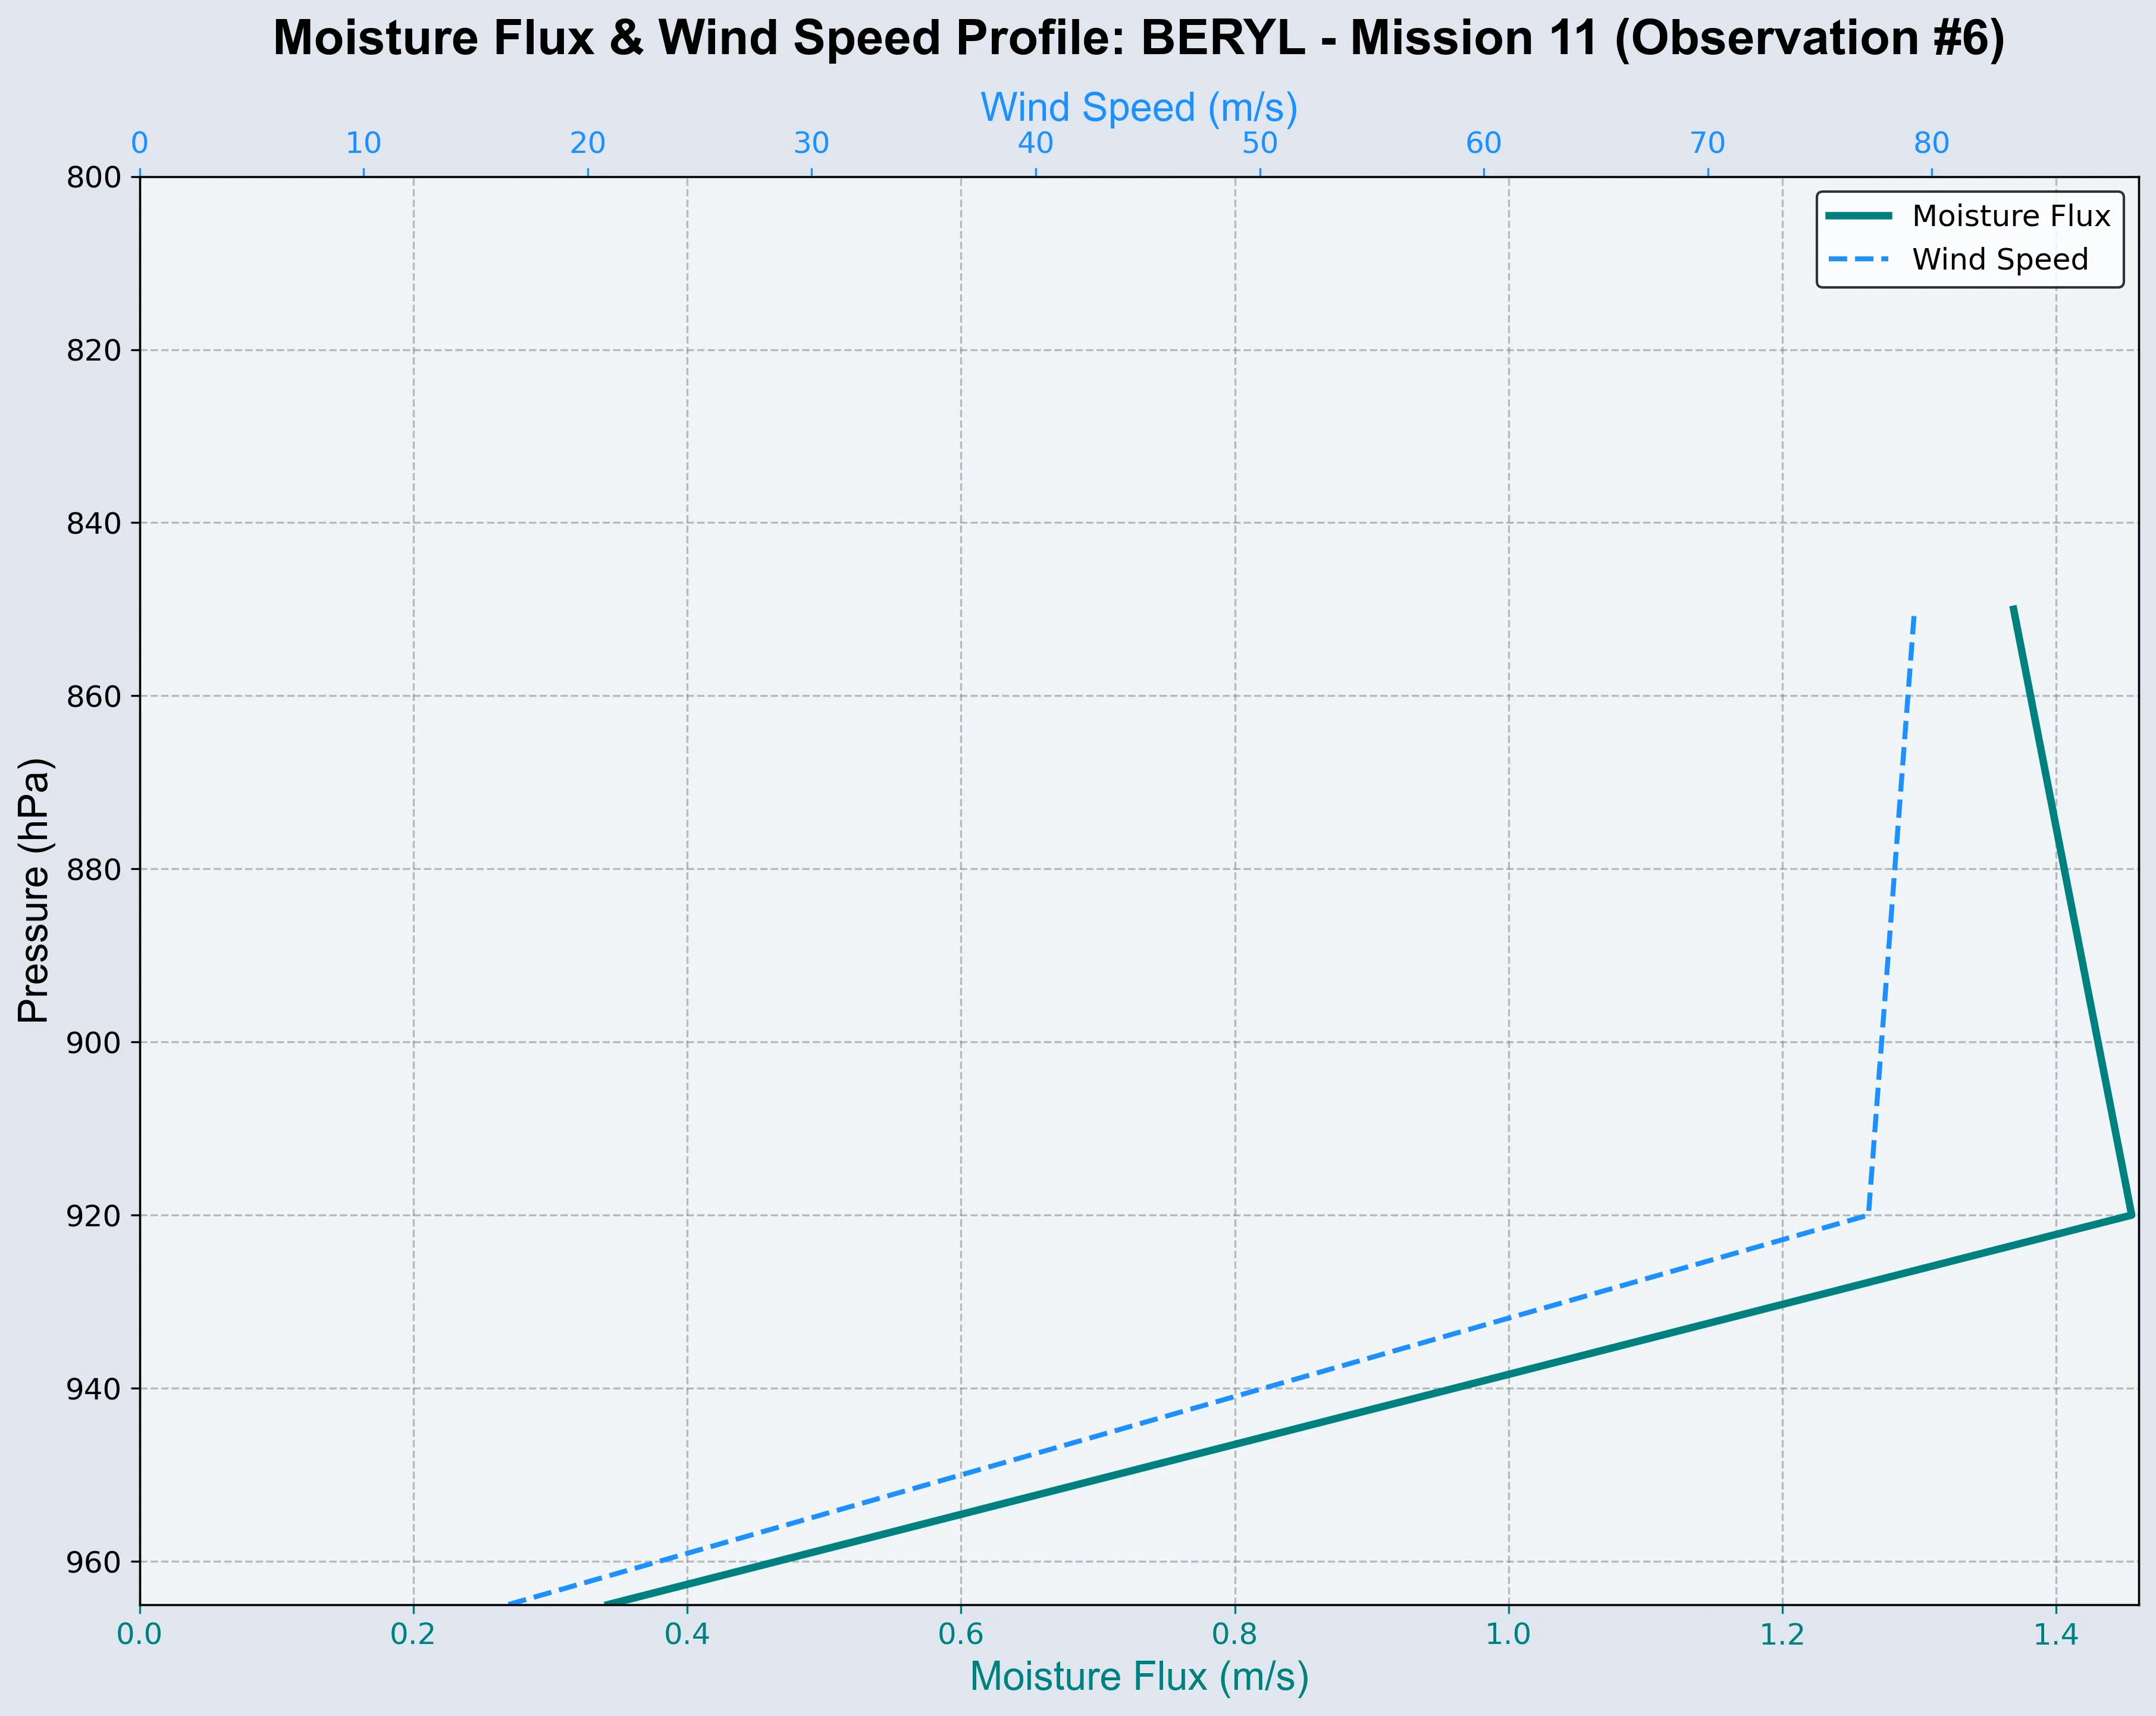 Moisture Flux & Wind Speed Profile: BERYL - Mission 11 (Observation #6)
Wind Speed (m/s)
0 10 20 30 40 50 60 70 80
Moisture Flux
Wind Speed
Pressure (hPa)
800
820
840
860
880
900
920
940
960
0.0 0.2 0.4 0.6 0.8 1.0 1.2 1.4
Moisture Flux (m/s)